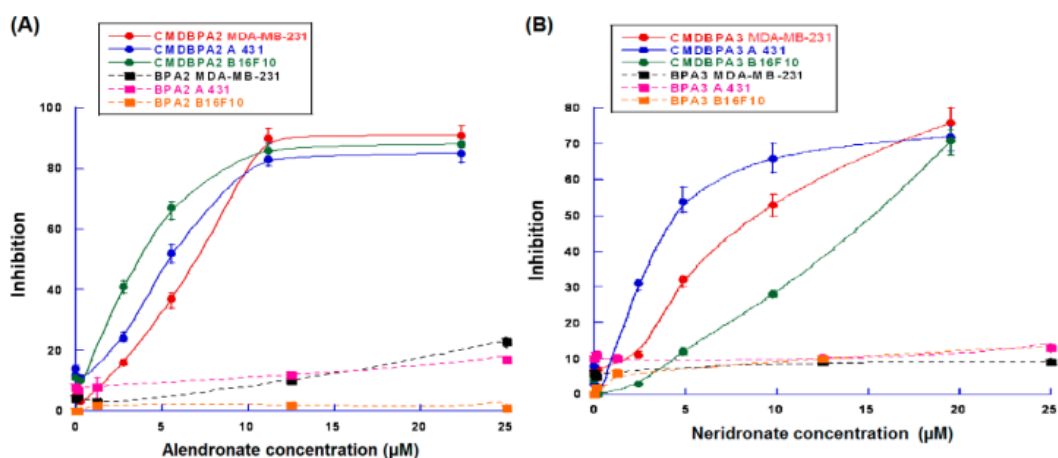 (A)
CMDBPA2 MDA-MB-231
CMDBPA2 A 431
CMDBPA2 B16F10
BPA2 MDA-MB-231
BPA2 A 431
BPA2 B16F10
Inhibition
100
80
60
40
20
0
0
5
10
15
20
25
Alendronate concentration (µM)
(B)
CMDBPA3 MDA-MB-231
CMDBPA3 A 431
CMDBPA3 B16F10
BPA3 MDA-MB-231
BPA3 A 431
BPA3 B16F10
Inhibition
80
70
60
50
40
30
20
10
0
0
5
10
15
20
25
Neridronate concentration (µM)